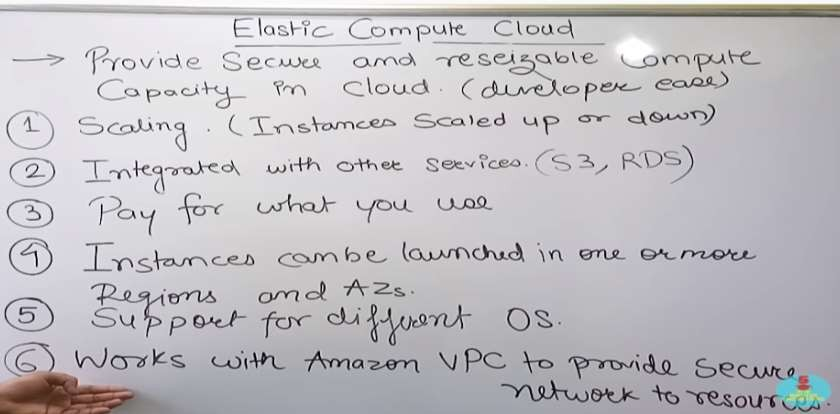 Elastic Compute Cloud
→ Provide Secure and reseizable Compute
Capacity in Cloud. (developer ease)
① Scaling. (Instances Scaled up or down)
② Integrated with other services. (S3, RDS)
③ Pay for what you use
④ Instances can be launched in one or more
Regions and AZs.
⑤ Support for different OS.
⑥ Works with Amazon VPC to provide secure
network to resources.